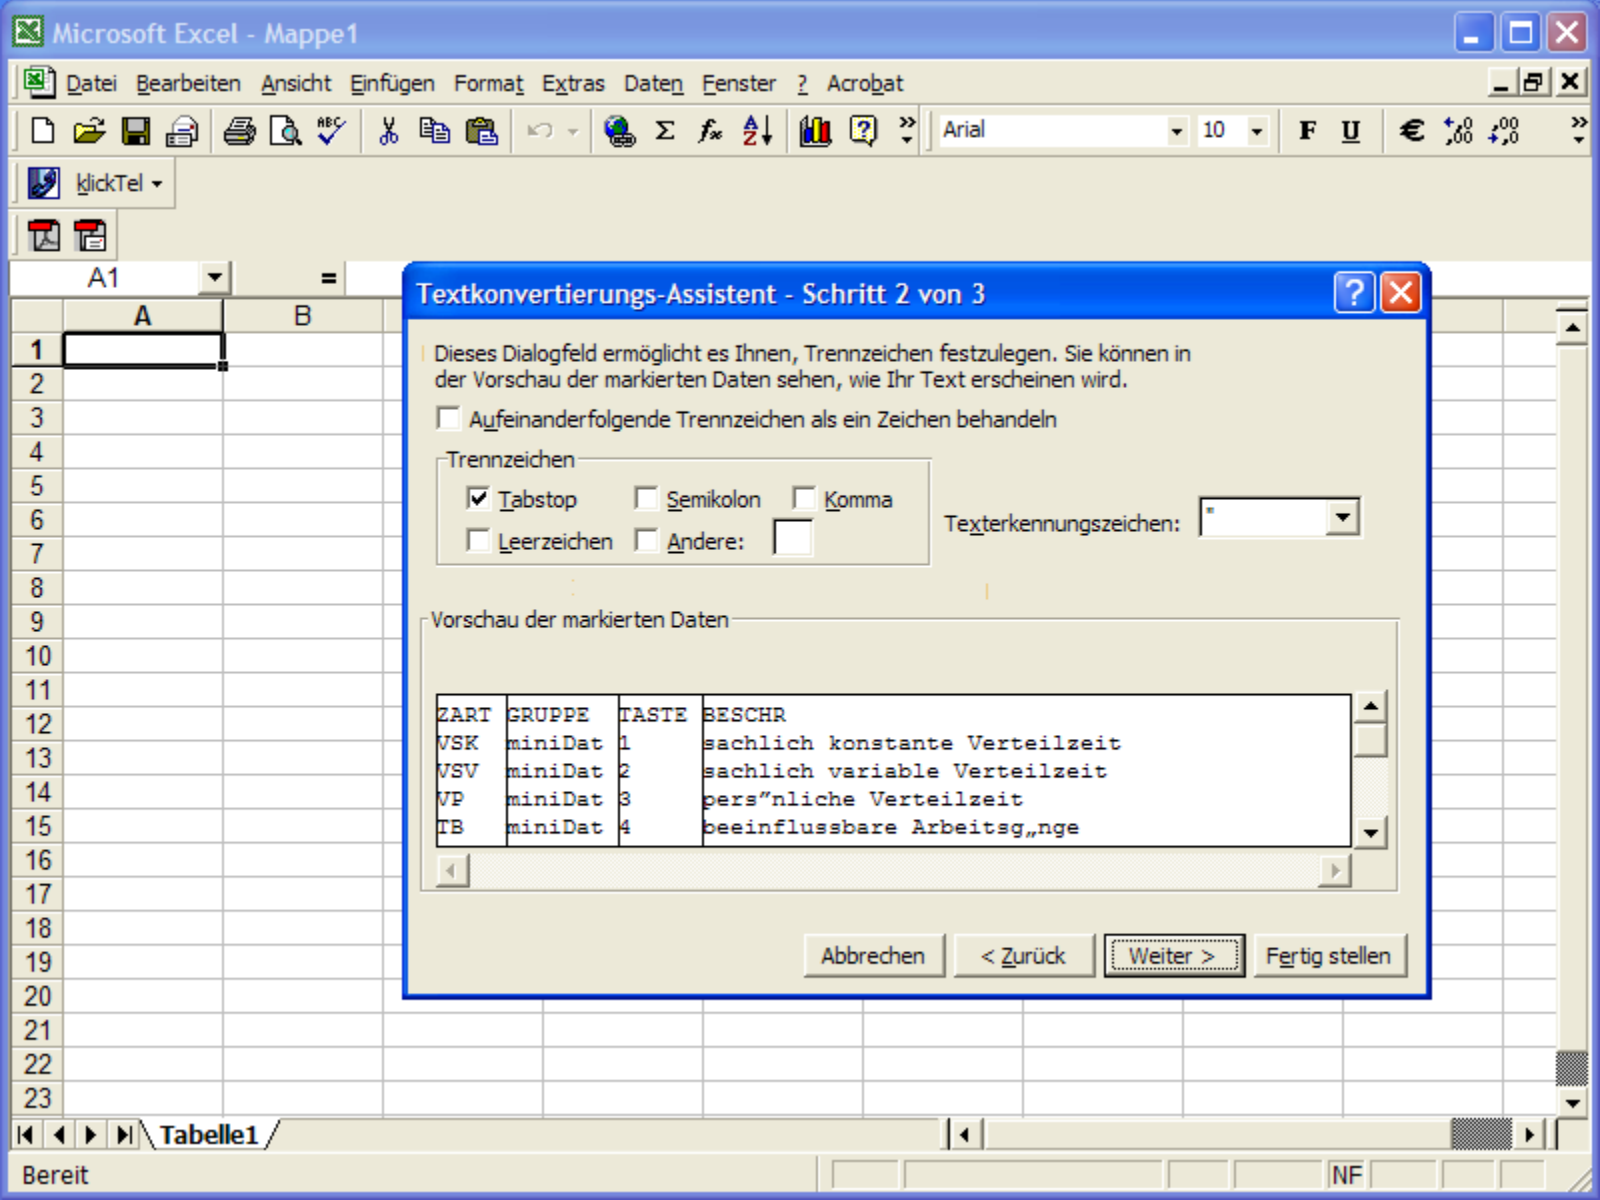 Microsoft Excel - Mappe1
Datei Bearbeiten Ansicht Einfügen Format Extras Daten Fenster ? Acrobat
ABC Σ fx A Z Arial 10 F U € ,00
klickTel
A1 =
Textkonvertierungs-Assistent - Schritt 2 von 3
A B
Dieses Dialogfeld ermöglicht es Ihnen, Trennzeichen festzulegen. Sie können in
der Vorschau der markierten Daten sehen, wie Ihr Text erscheinen wird.
Aufeinanderfolgende Trennzeichen als ein Zeichen behandeln
Trennzeichen
Tabstop Semikolon Komma
Leerzeichen Andere:
Texterkennungszeichen: "
Vorschau der markierten Daten
ZART GRUPPE TASTE BESCHR
VSK miniDat 1 sachlich konstante Verteilzeit
VSV miniDat 2 sachlich variable Verteilzeit
VP miniDat 3 pers”nliche Verteilzeit
TB miniDat 4 beeinflussbare Arbeitsg„nge
Abbrechen < Zurück Weiter > Fertig stellen
1
2
3
4
5
6
7
8
9
10
11
12
13
14
15
16
17
18
19
20
21
22
23
Tabelle1
Bereit NF